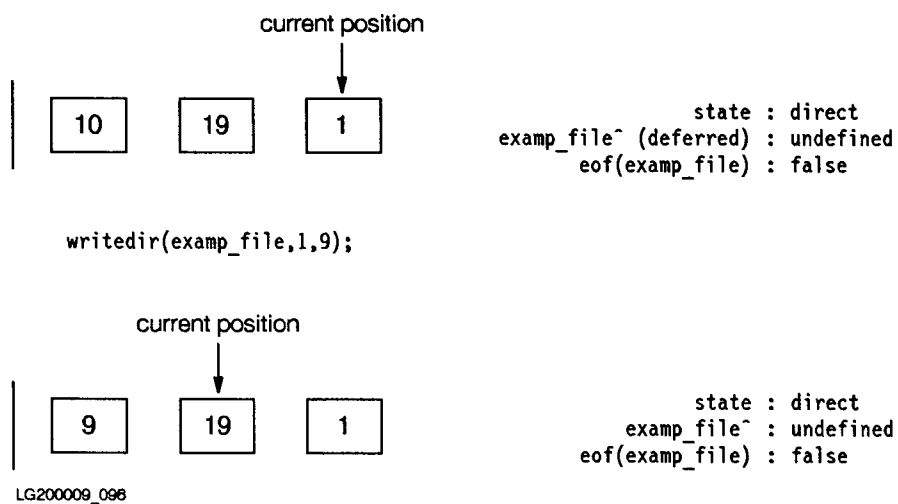 current position
10 19 1
state : direct
examp_file^ (deferred) : undefined
eof(examp_file) : false
writedir(examp_file,1,9);
current position
9 19 1
state : direct
examp_file^ : undefined
eof(examp_file) : false
LG200009_096